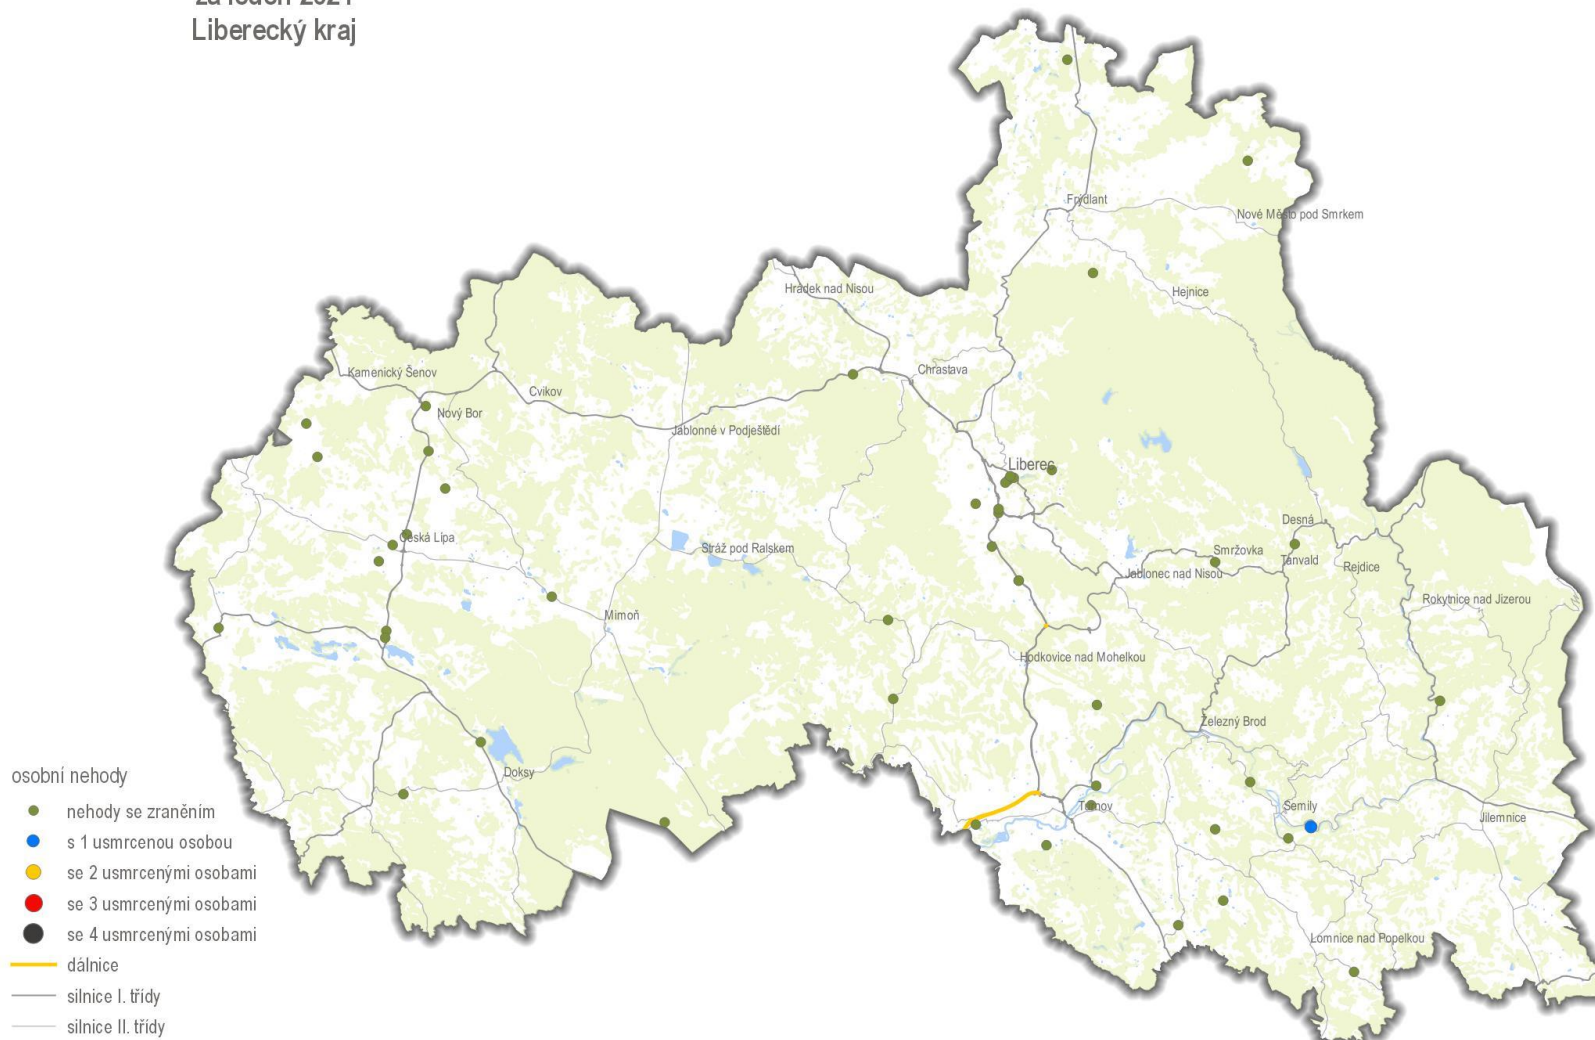 Liberecký kraj
Frýdlant
Nové Město pod Smrkem
Hrádek nad Nisou
Hejnice
Kamenický Šenov
Chrastava
Cvikov
Nový Bor
Jablonné v Podještědí
Liberec
Desná
Česká Lípa
Stráž pod Ralskem
Smržovka
Tanvald
Jablonec nad Nisou
Rejdice
Rokytnice nad Jizerou
Mimoň
Hodkovice nad Mohelkou
Železný Brod
Doksy
Turnov
Semily
Jilemnice
Lomnice nad Popelkou
osobní nehody
nehody se zraněním
s 1 usmrcenou osobou
se 2 usmrcenými osobami
se 3 usmrcenými osobami
se 4 usmrcenými osobami
dálnice
silnice I. třídy
silnice II. třídy